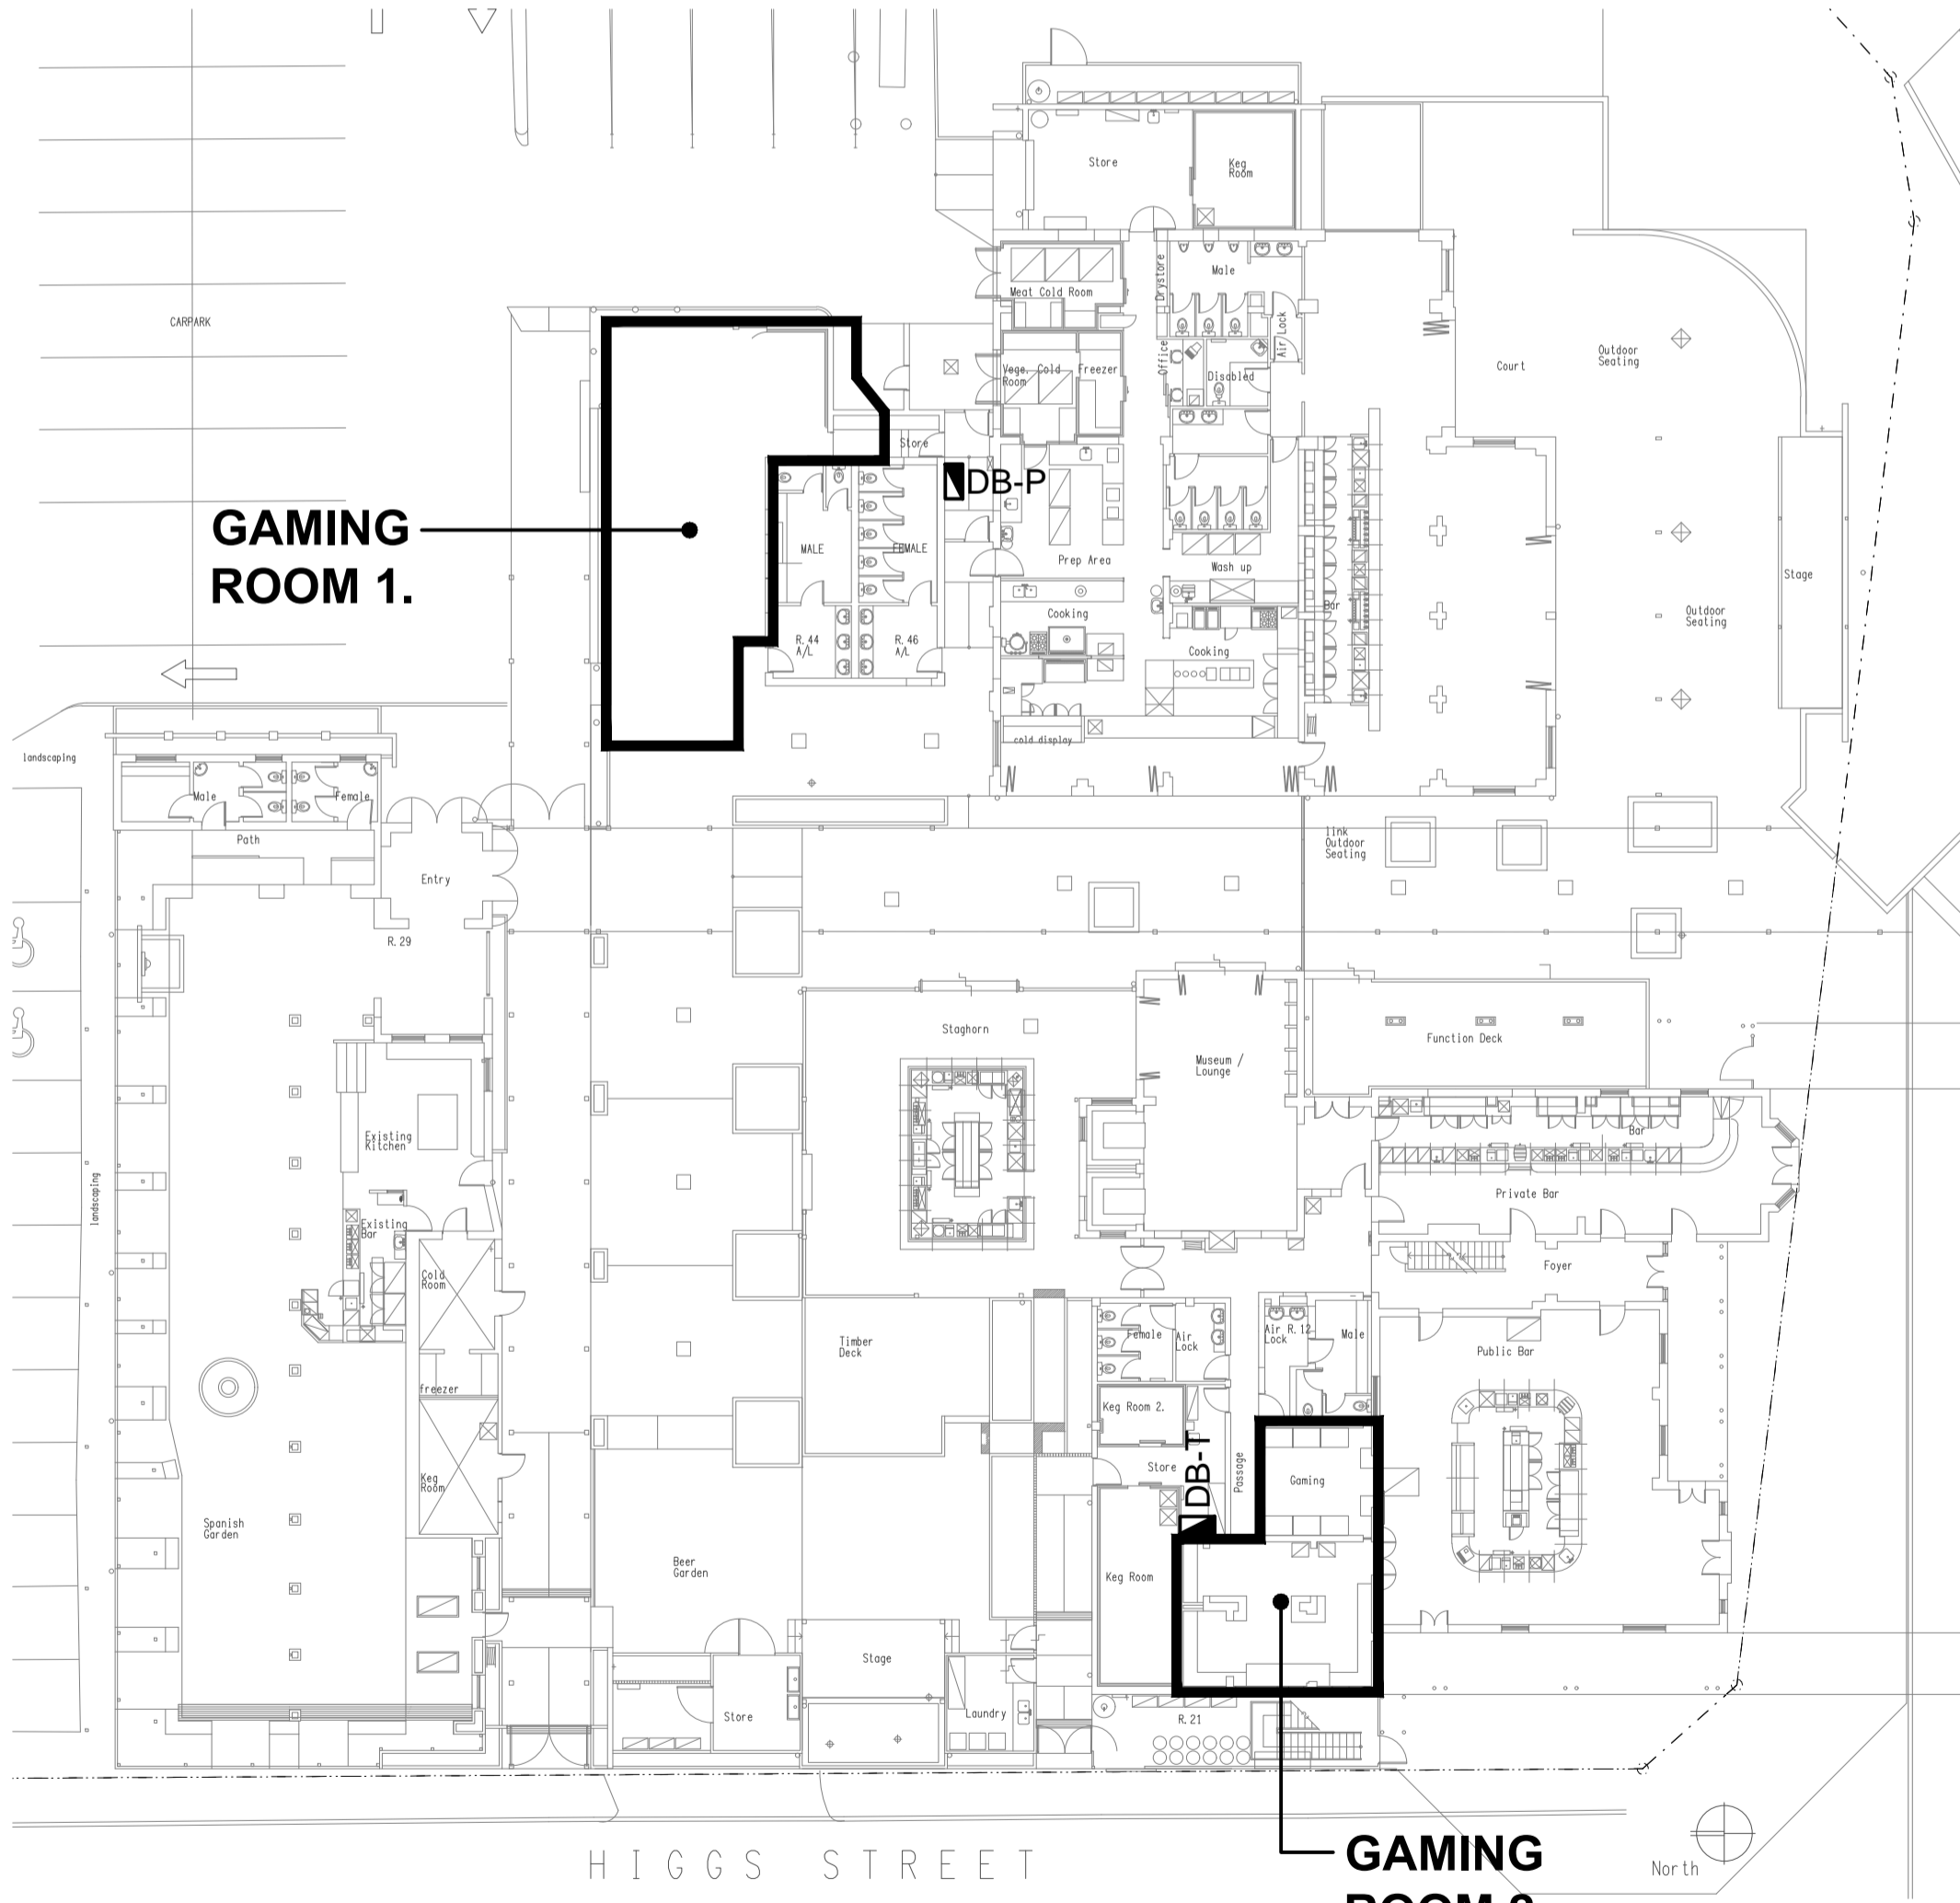 Store
Keg
Room
Drystore
Male
Meat Cold Room
CARPARK
Air Lock
Office
Vege. Cold
Room
Freezer
Disabled
Court
Outdoor
Seating
Store
DB-P
GAMING
ROOM 1.
MALE
FEMALE
Prep Area
Wash up
Stage
Cooking
Bar
Outdoor
Seating
R. 44
A/L
R. 46
A/L
Cooking
cold display
landscaping
Male
Female
Path
link
Outdoor
Seating
Entry
R. 29
Staghorn
Museum /
Lounge
Function Deck
Existing
Kitchen
Bar
landscaping
Private Bar
Existing
Bar
Cold
Room
Foyer
Timber
Deck
Female
Air
Lock
Air
Lock
R. 12
Male
Public Bar
freezer
Keg Room 2.
Store
DB-T
Passage
Gaming
Keg
Room
Spanish
Garden
Beer
Garden
Keg Room
Stage
Store
Laundry
R. 21
HIGGS STREET
GAMING
North